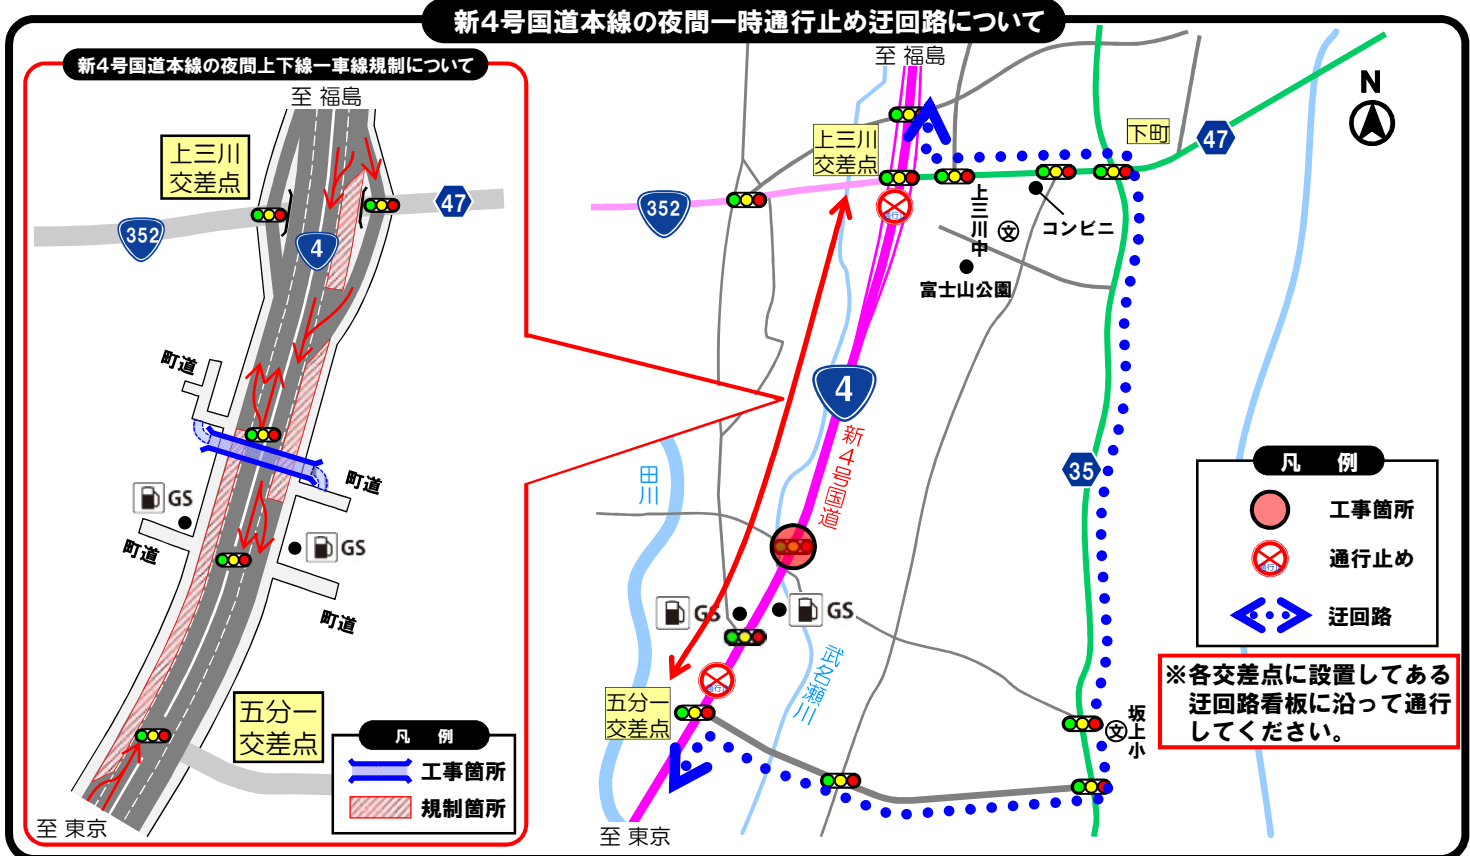 新4号国道本線の夜間一時通行止め迂回路について
新4号国道本線の夜間上下線一車線規制について
至 福島
上三川
交差点
352
47
4
町道
町道
GS
町道
GS
町道
五分一
交差点
至 東京
凡 例
工事箇所
規制箇所
至 福島
上三川
交差点
下町
47
N
352
上三川中
文
コンビニ
富士山公園
4
新4号国道
田川
35
GS
GS
武名瀬川
五分一
交差点
文
坂上小
至 東京
凡 例
工事箇所
通行止め
迂回路
※各交差点に設置してある
迂回路看板に沿って通行
してください。